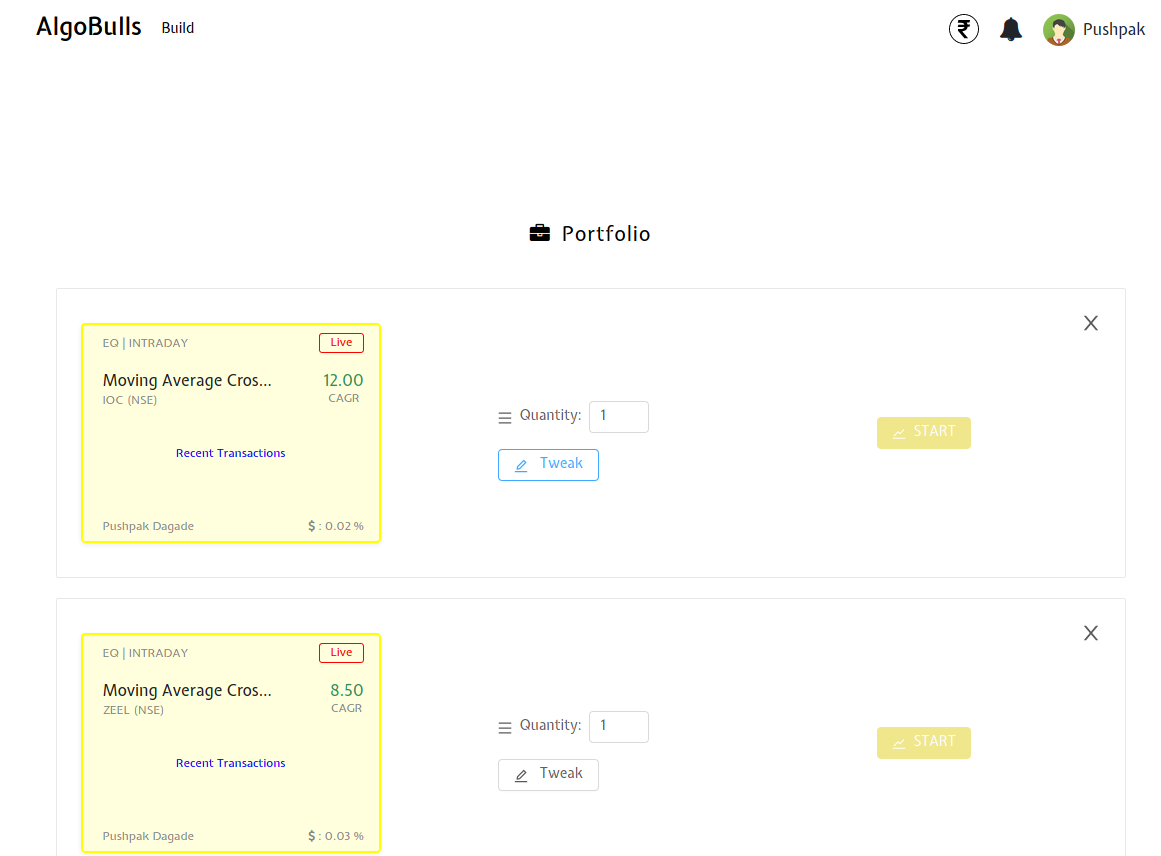 AlgoBulls Build ₹ Pushpak
Portfolio
X
EQ | INTRADAY Live
Moving Average Cros... 12.00
IOC (NSE) CAGR
Quantity: 1
START
Recent Transactions
Tweak
Pushpak Dagade $ : 0.02 %
X
EQ | INTRADAY Live
Moving Average Cros... 8.50
ZEEL (NSE) CAGR
Quantity: 1
START
Recent Transactions
Tweak
Pushpak Dagade $ : 0.03 %